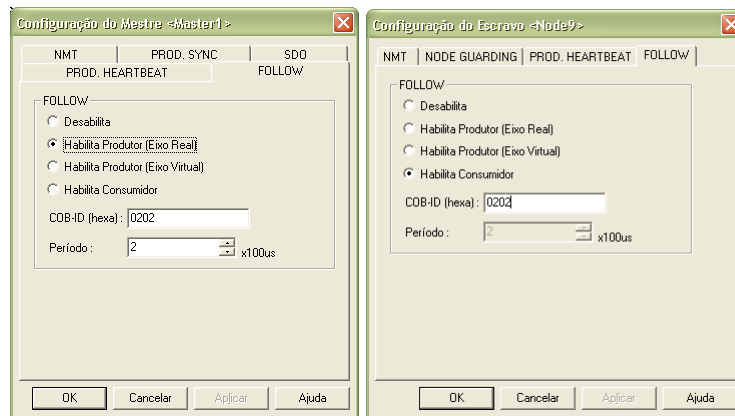 Configuração do Mestre <Master1>
NMT
PROD. SYNC
SDO
PROD. HEARTBEAT
FOLLOW
FOLLOW
Desabilita
Habilita Produtor (Eixo Real)
Habilita Produtor (Eixo Virtual)
Habilita Consumidor
COB-ID (hexa) : 0202
Período : 2 x100us
OK Cancelar Aplicar Ajuda
Configuração do Escravo <Node9>
NMT
NODE GUARDING
PROD. HEARTBEAT
FOLLOW
FOLLOW
Desabilita
Habilita Produtor (Eixo Real)
Habilita Produtor (Eixo Virtual)
Habilita Consumidor
COB-ID (hexa) : 0202
Período : 2 x100us
OK Cancelar Aplicar Ajuda